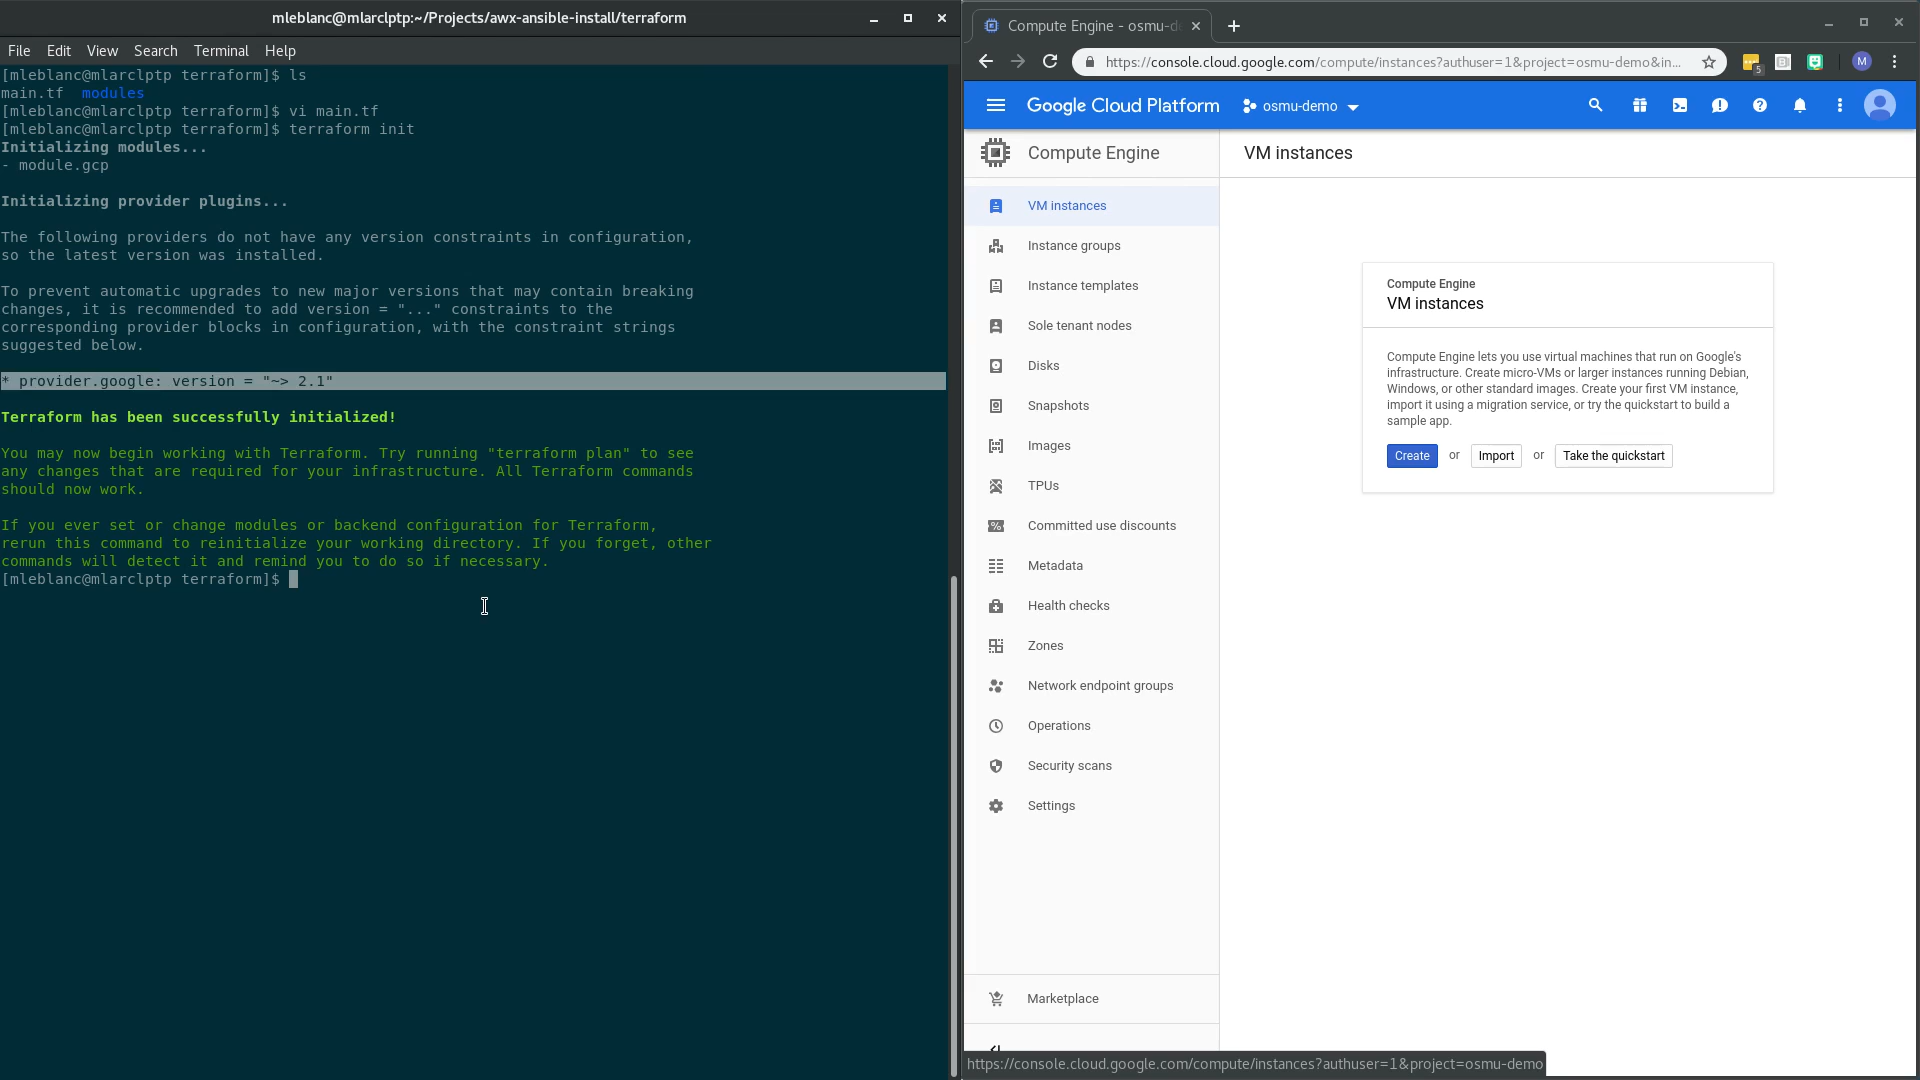 mleblanc@mlarclptp:~/Projects/awx-ansible-install/terraform
File Edit View Search Terminal Help
[mleblanc@mlarclptp terraform]$ ls
main.tf modules
[mleblanc@mlarclptp terraform]$ vi main.tf
[mleblanc@mlarclptp terraform]$ terraform init
Initializing modules...
- module.gcp
Initializing provider plugins...
The following providers do not have any version constraints in configuration,
so the latest version was installed.
To prevent automatic upgrades to new major versions that may contain breaking
changes, it is recommended to add version = "..." constraints to the
corresponding provider blocks in configuration, with the constraint strings
suggested below.
* provider.google: version = "~> 2.1"
Terraform has been successfully initialized!
You may now begin working with Terraform. Try running "terraform plan" to see
any changes that are required for your infrastructure. All Terraform commands
should now work.
If you ever set or change modules or backend configuration for Terraform,
rerun this command to reinitialize your working directory. If you forget, other
commands will detect it and remind you to do so if necessary.
[mleblanc@mlarclptp terraform]$
Compute Engine - osmu-de
https://console.cloud.google.com/compute/instances?authuser=1&project=osmu-demo&in...
5
M
Google Cloud Platform
osmu-demo
Compute Engine
VM instances
VM instances
Instance groups
Instance templates
Sole tenant nodes
Disks
Snapshots
Images
TPUs
Committed use discounts
Metadata
Health checks
Zones
Network endpoint groups
Operations
Security scans
Settings
Marketplace
Compute Engine
VM instances
Compute Engine lets you use virtual machines that run on Google's
infrastructure. Create micro-VMs or larger instances running Debian,
Windows, or other standard images. Create your first VM instance,
import it using a migration service, or try the quickstart to build a
sample app.
Create or Import or Take the quickstart
https://console.cloud.google.com/compute/instances?authuser=1&project=osmu-demo